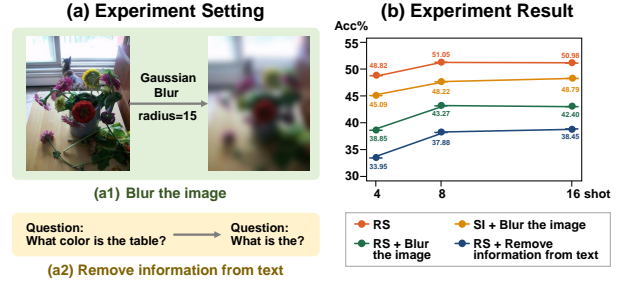 (a) Experiment Setting
Gaussian
Blur
radius=15
(a1) Blur the image
Question:
What color is the table?
Question:
What is the?
(a2) Remove information from text
(b) Experiment Result
Acc%
55
50
45
40
35
30
48.82
51.05
50.98
45.09
48.22
48.79
38.85
43.27
42.40
33.95
37.88
38.45
4
8
16 shot
RS
SI + Blur the image
RS + Blur
the image
RS + Remove
information from text